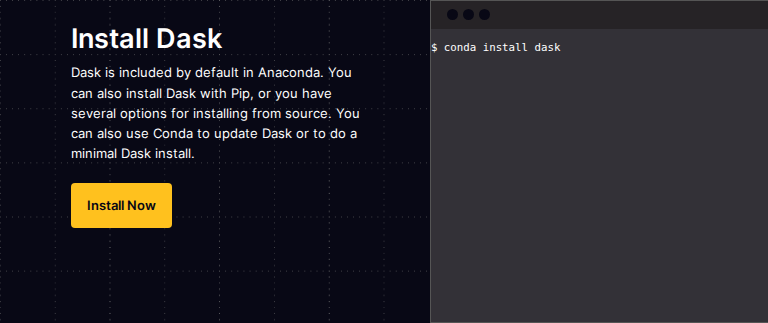 Install Dask
Dask is included by default in Anaconda. You
can also install Dask with Pip, or you have
several options for installing from source. You
can also use Conda to update Dask or to do a
minimal Dask install.
Install Now
$ conda install dask